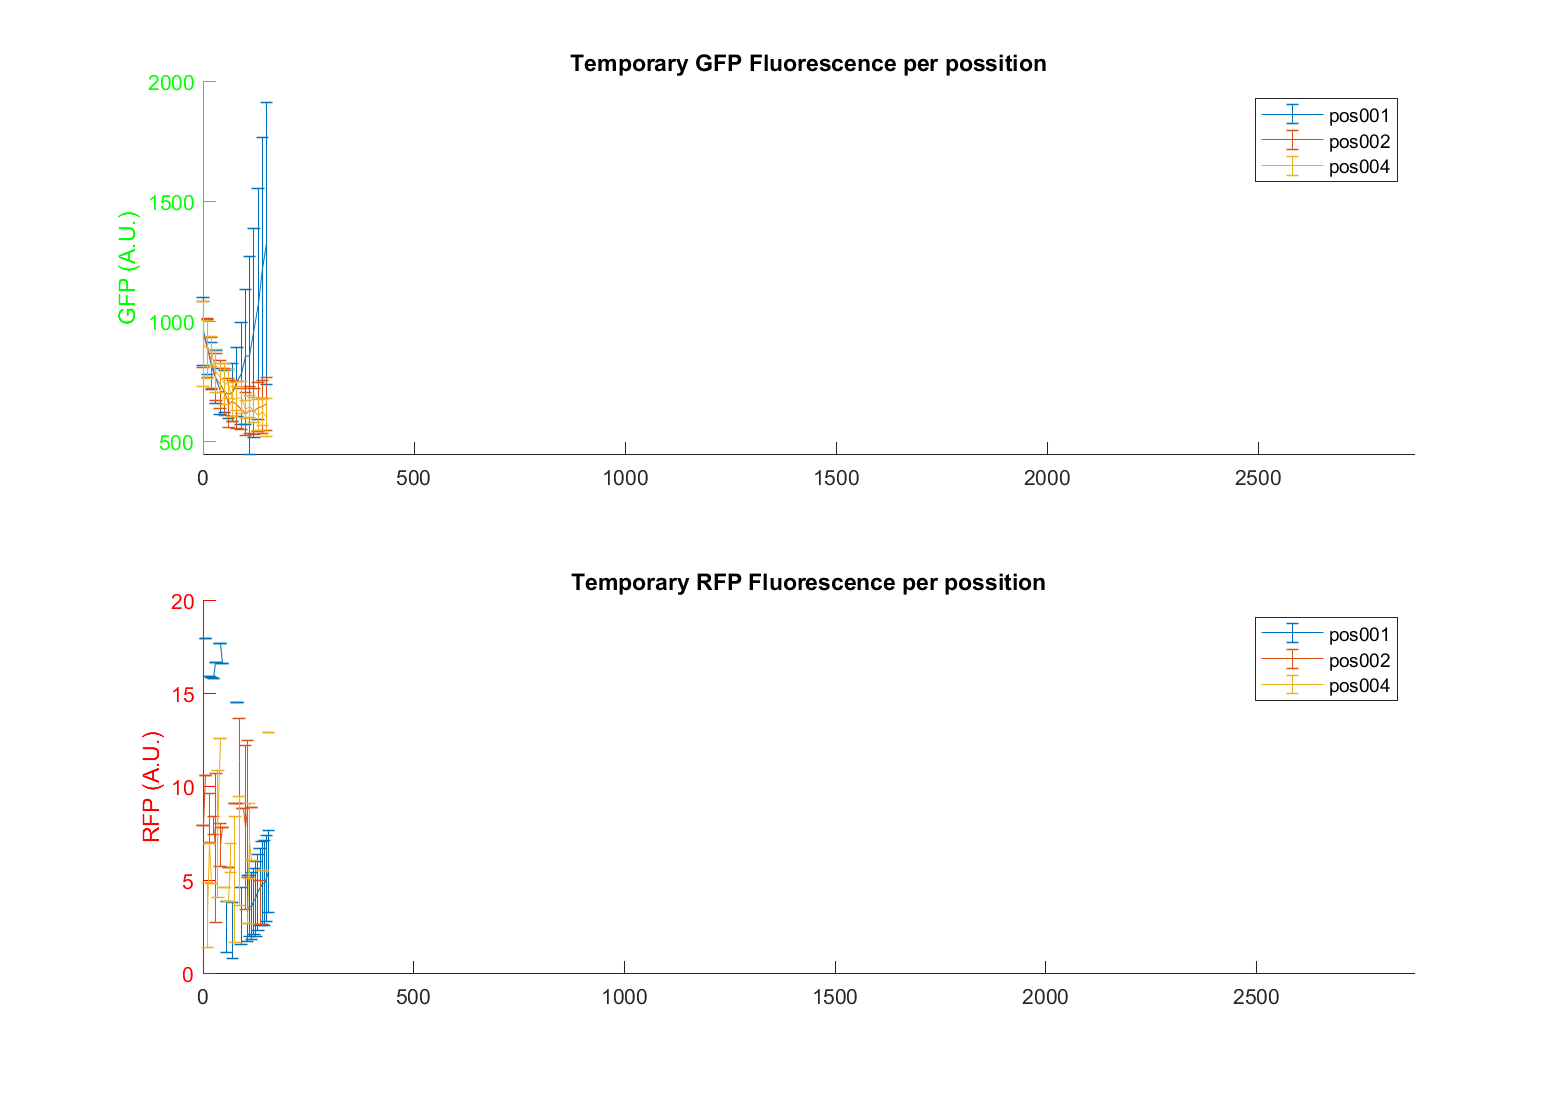 Temporary GFP Fluorescence per possition
2000
1500
1000
500
GFP (A.U.)
pos001
pos002
pos004
0 500 1000 1500 2000 2500
Temporary RFP Fluorescence per possition
20
15
10
5
0
RFP (A.U.)
pos001
pos002
pos004
0 500 1000 1500 2000 2500